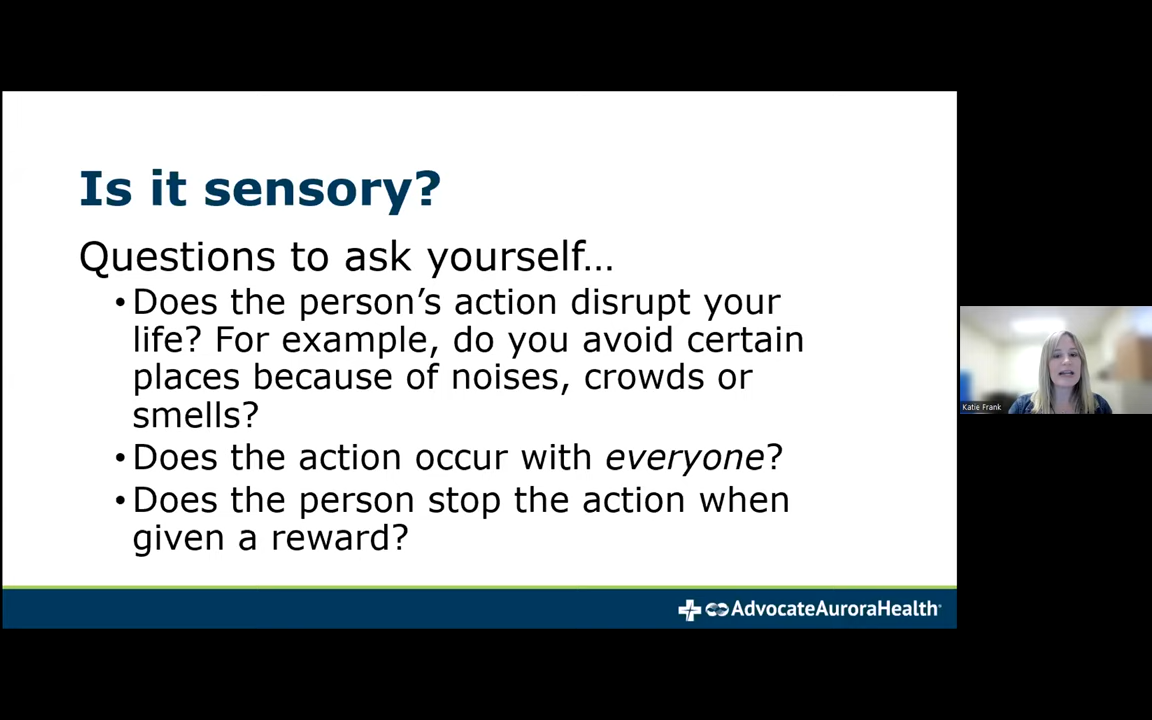 Is it sensory?
Questions to ask yourself…
•Does the person’s action disrupt your
life? For example, do you avoid certain
places because of noises, crowds or
smells?
•Does the action occur with everyone?
•Does the person stop the action when
given a reward?
Katie Frank
AdvocateAuroraHealth®